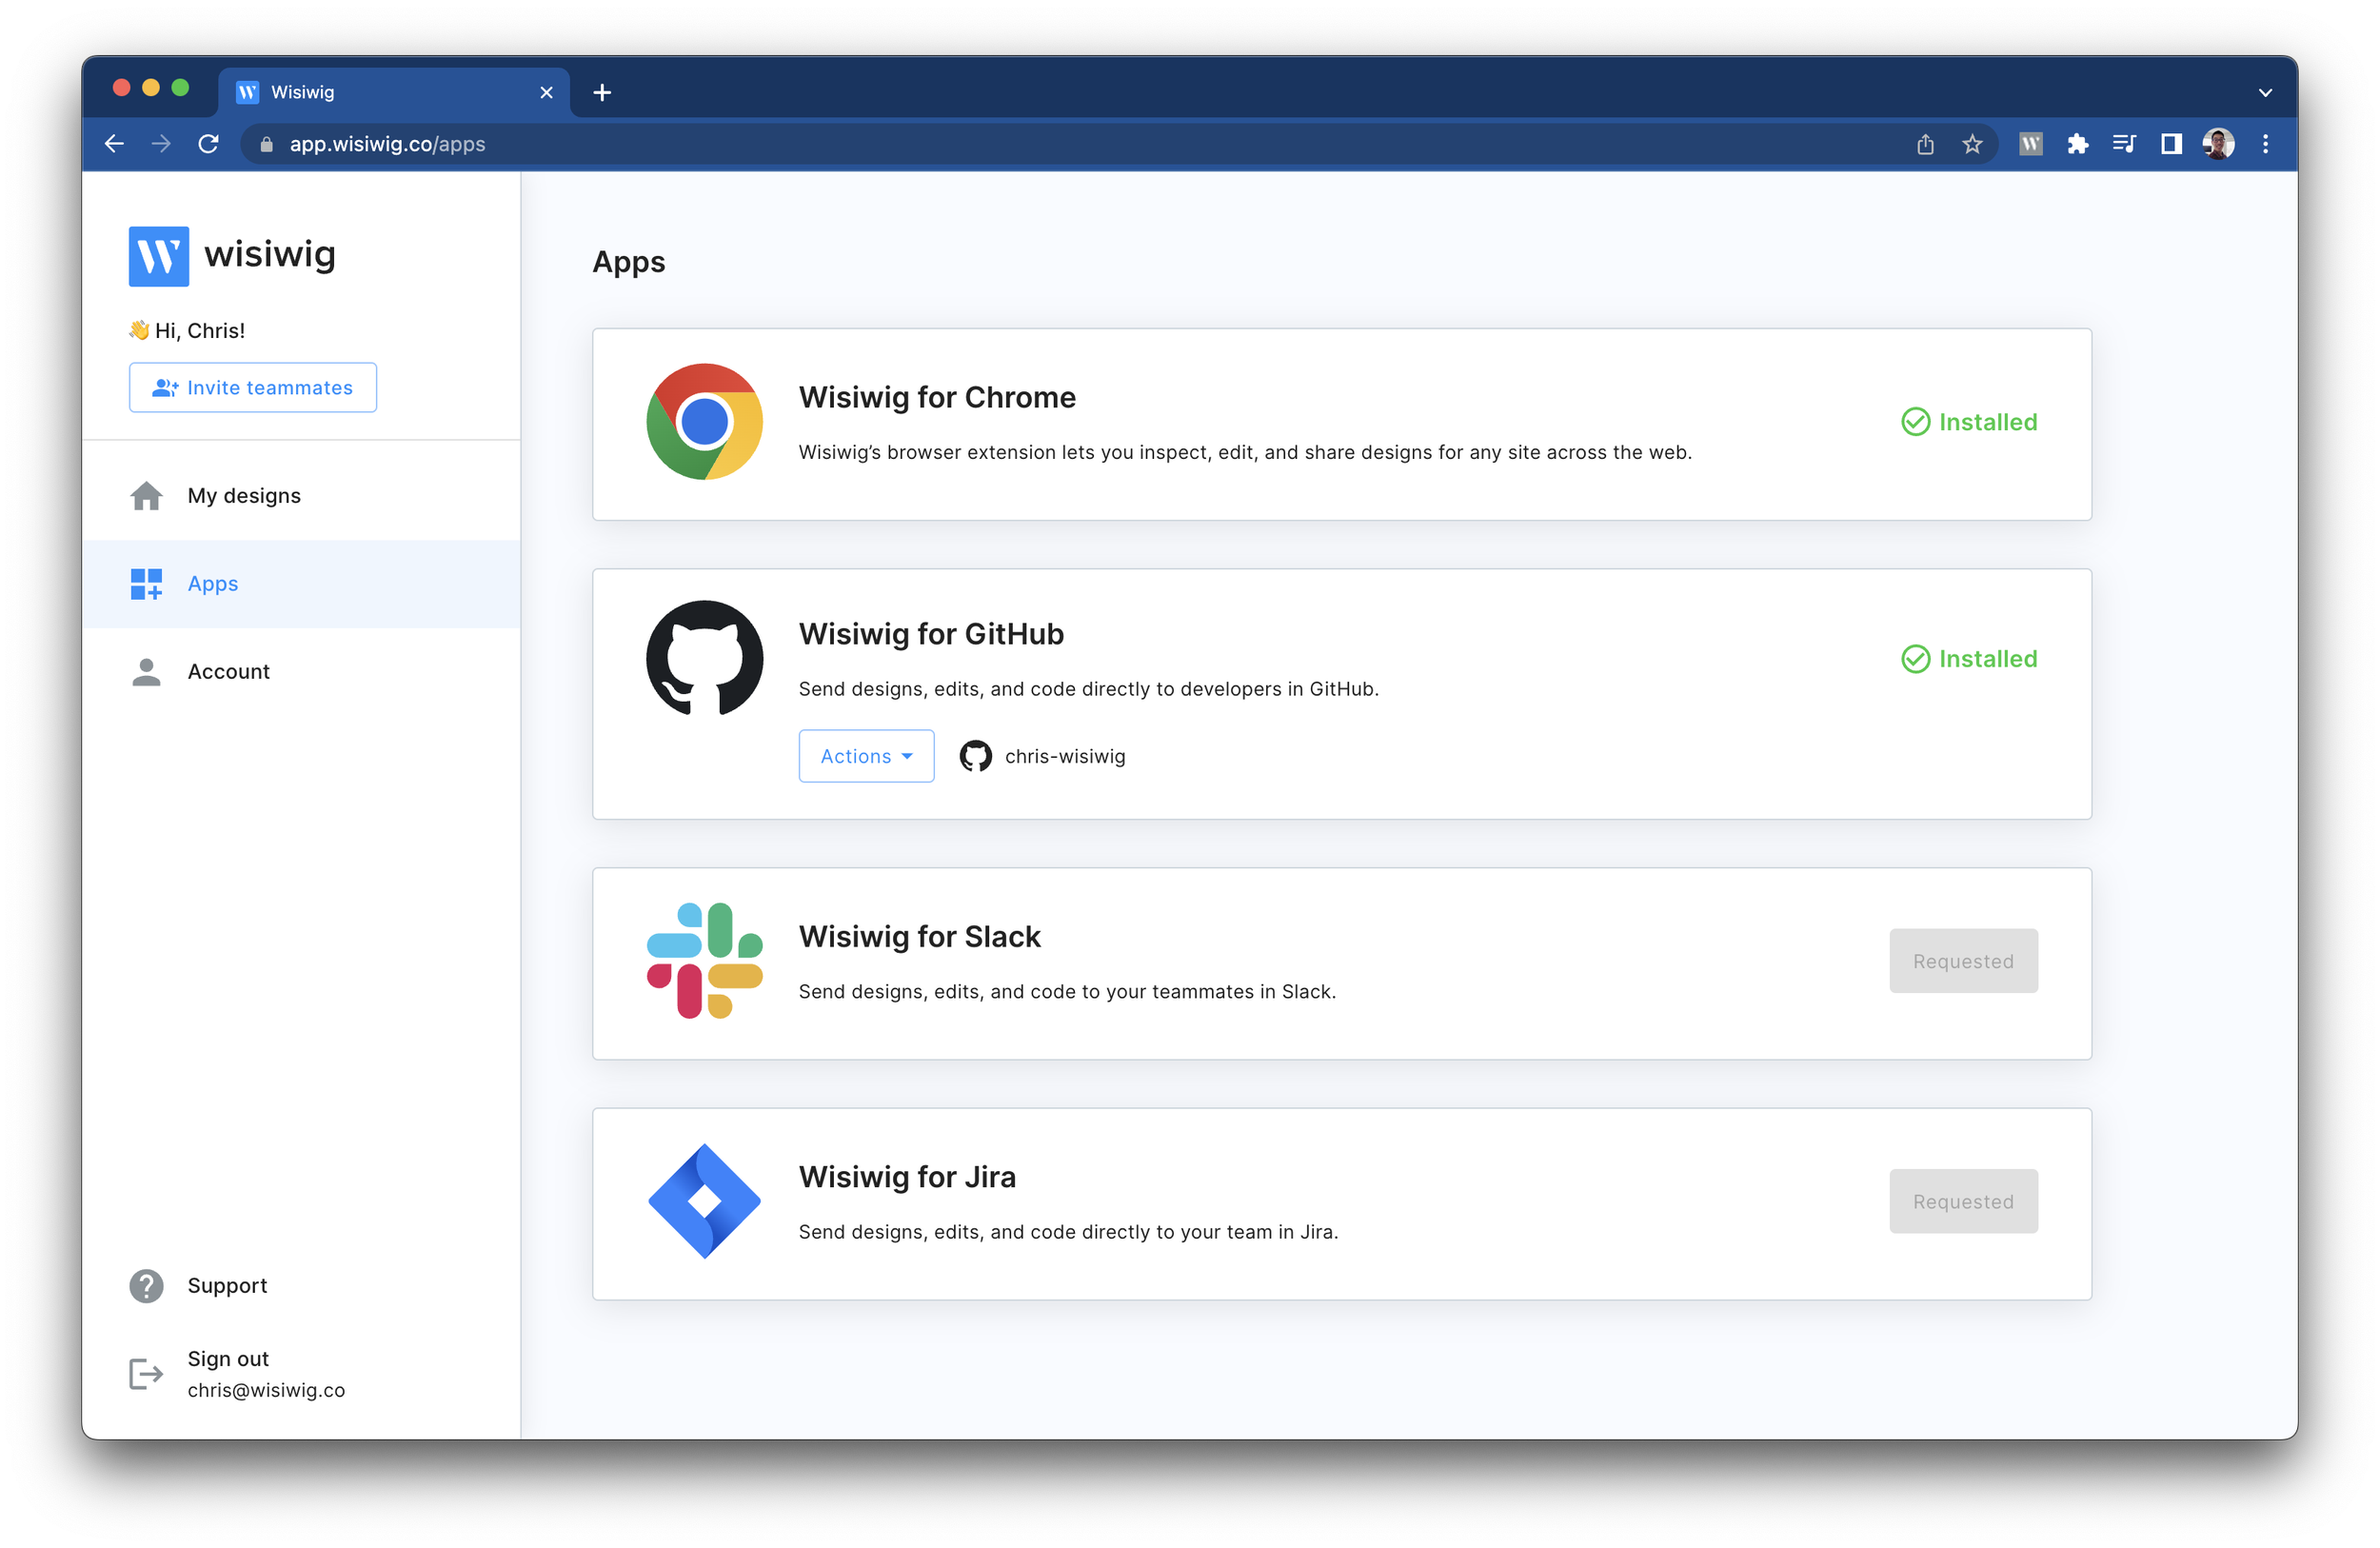 Wisiwig
app.wisiwig.co/apps
wisiwig
👋 Hi, Chris!
Invite teammates
My designs
Apps
Account
Support
Sign out
chris@wisiwig.co
Apps
Wisiwig for Chrome
Wisiwig’s browser extension lets you inspect, edit, and share designs for any site across the web.
Installed
Wisiwig for GitHub
Send designs, edits, and code directly to developers in GitHub.
Installed
Actions
chris-wisiwig
Wisiwig for Slack
Send designs, edits, and code to your teammates in Slack.
Requested
Wisiwig for Jira
Send designs, edits, and code directly to your team in Jira.
Requested